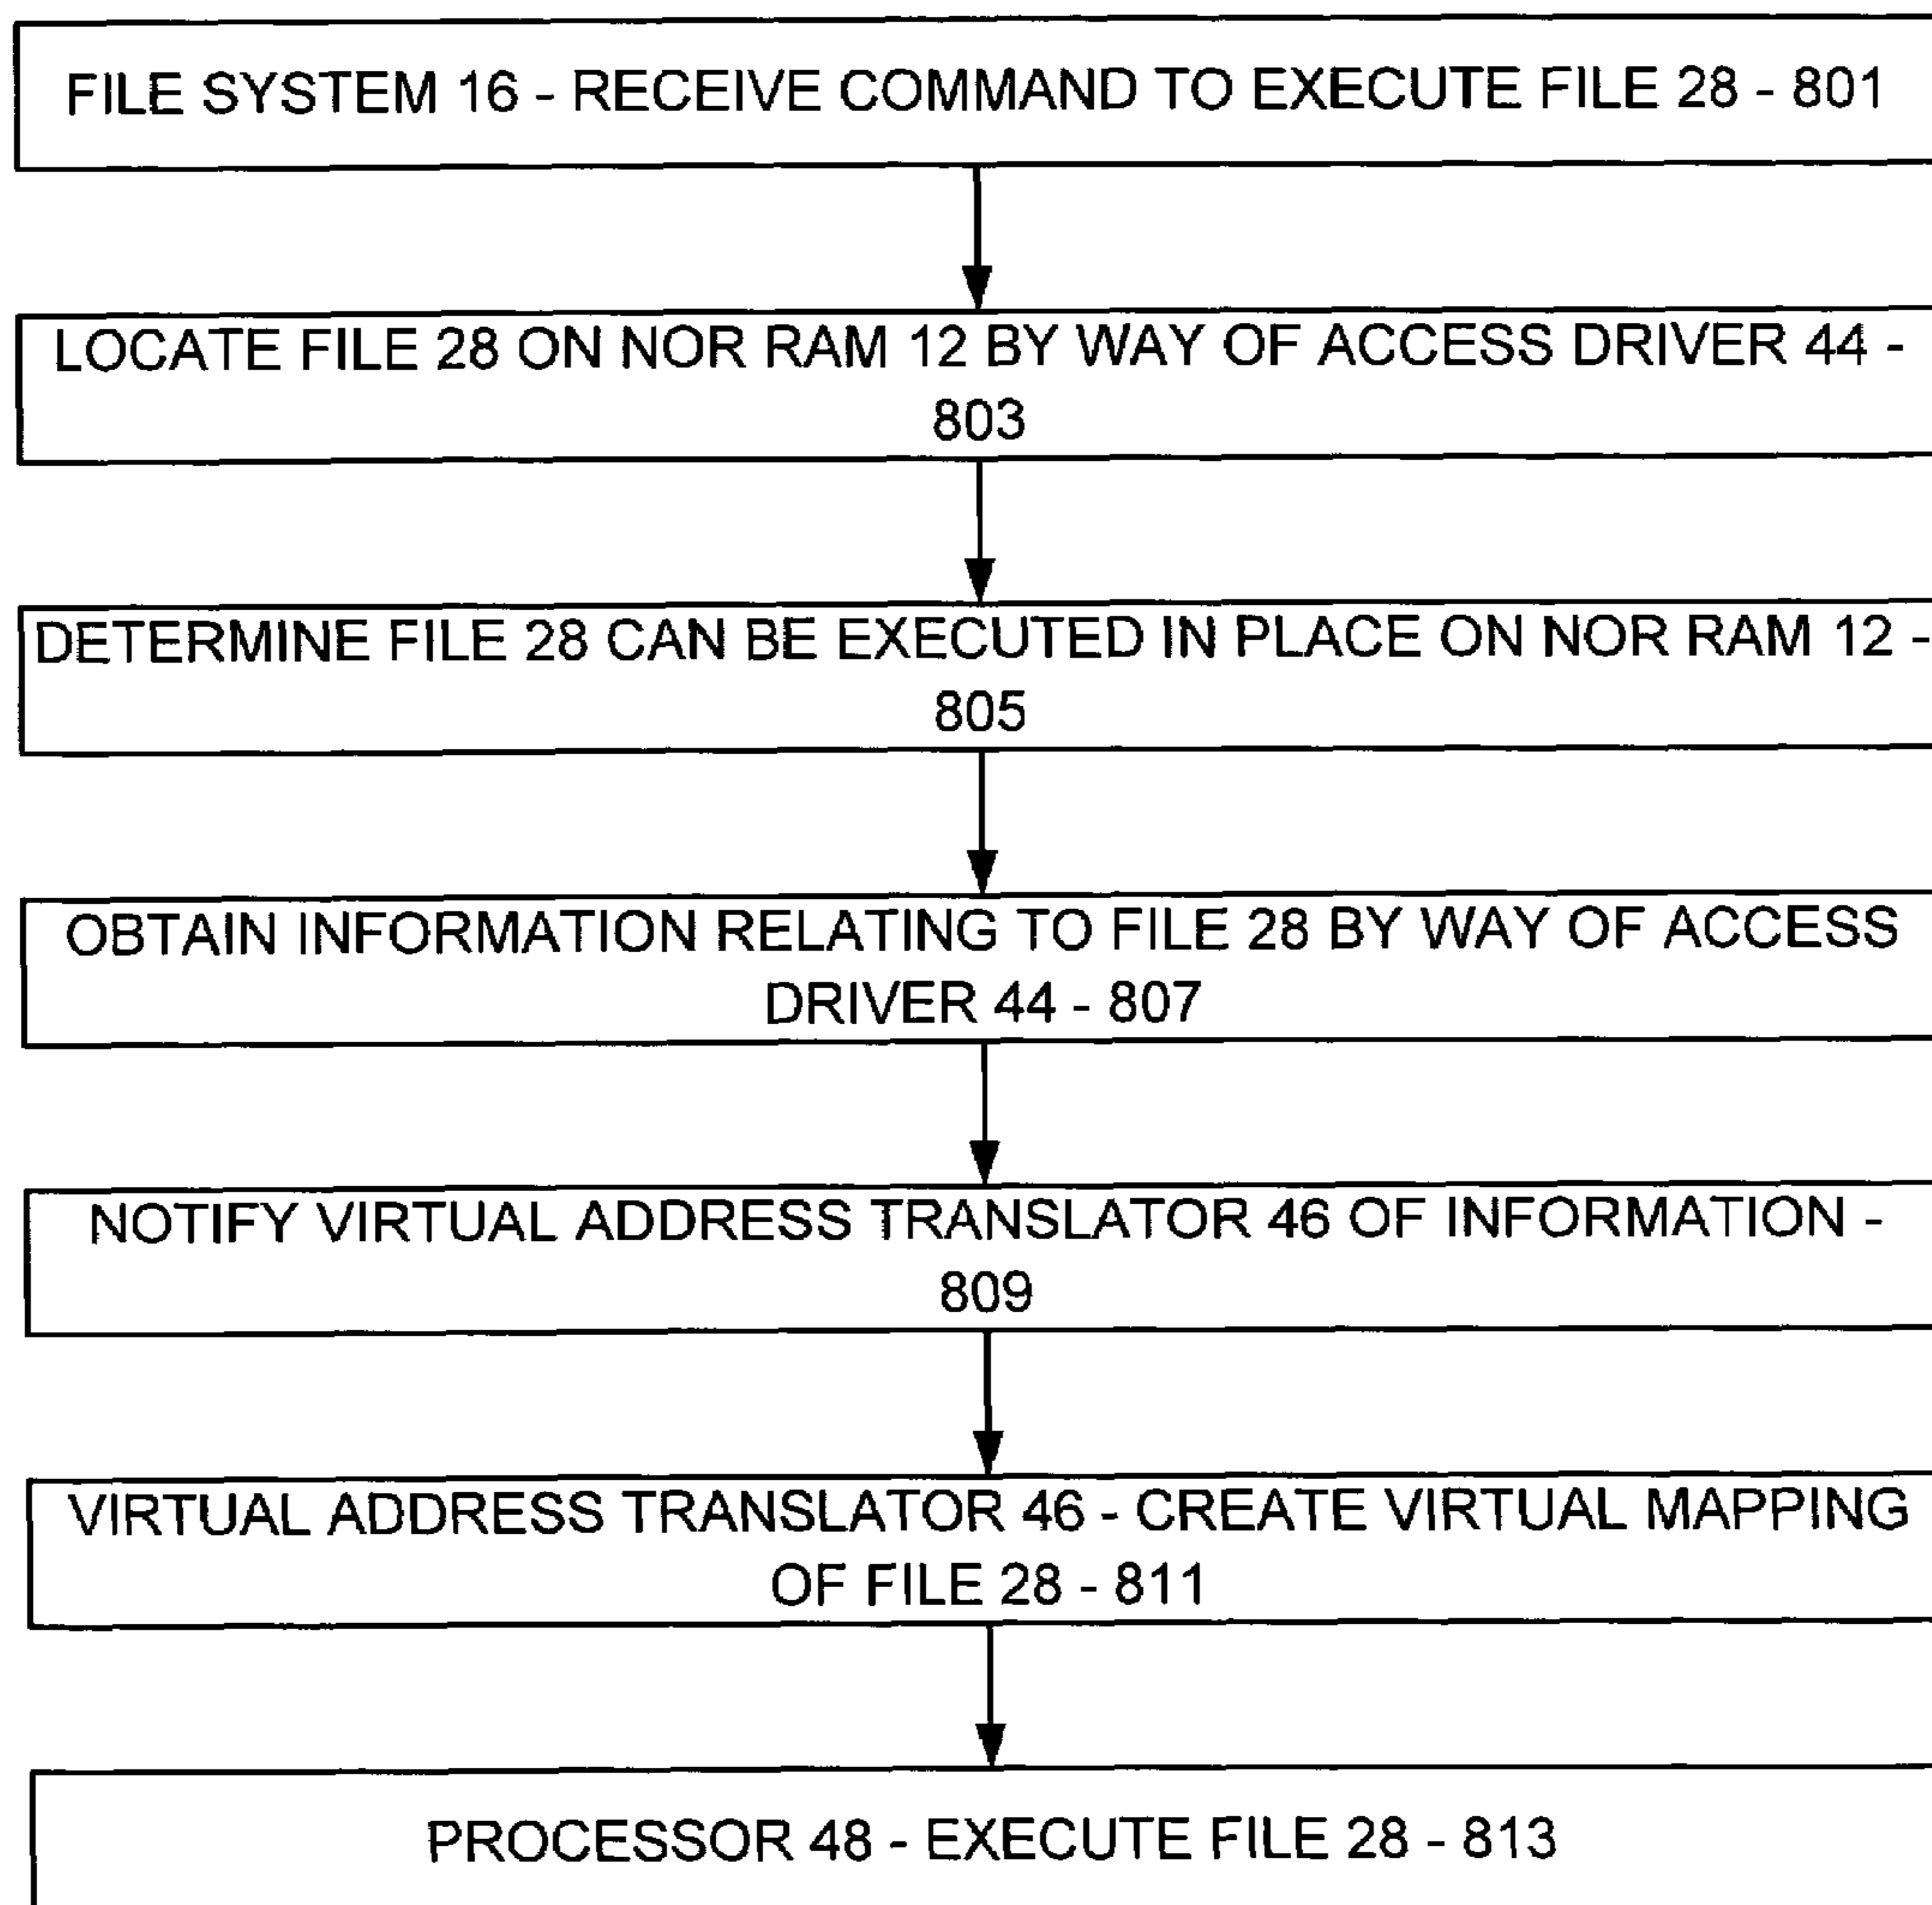 FILE SYSTEM 16 - RECEIVE COMMAND TO EXECUTE FILE 28 - 801
LOCATE FILE 28 ON NOR RAM 12 BY WAY OF ACCESS DRIVER 44 -
803
DETERMINE FILE 28 CAN BE EXECUTED IN PLACE ON NOR RAM 12 -
805
OBTAIN INFORMATION RELATING TO FILE 28 BY WAY OF ACCESS
DRIVER 44 - 807
NOTIFY VIRTUAL ADDRESS TRANSLATOR 46 OF INFORMATION -
809
VIRTUAL ADDRESS TRANSLATOR 46 - CREATE VIRTUAL MAPPING
OF FILE 28 - 811
PROCESSOR 48 - EXECUTE FILE 28 - 813